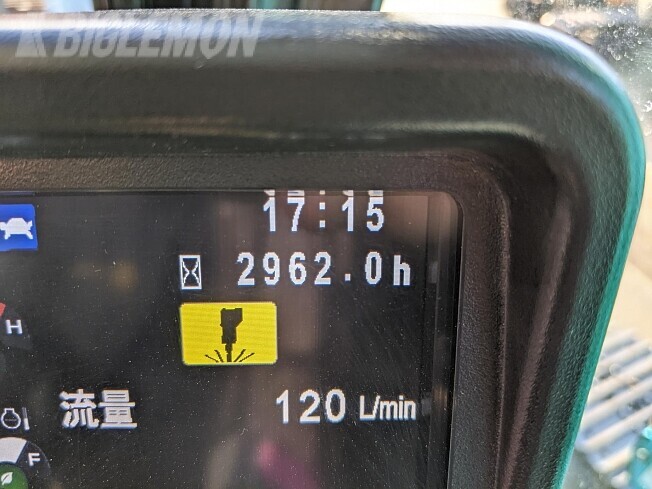 BIGLEMON
17:15
2962.0h
H
流量 120 L/min
F